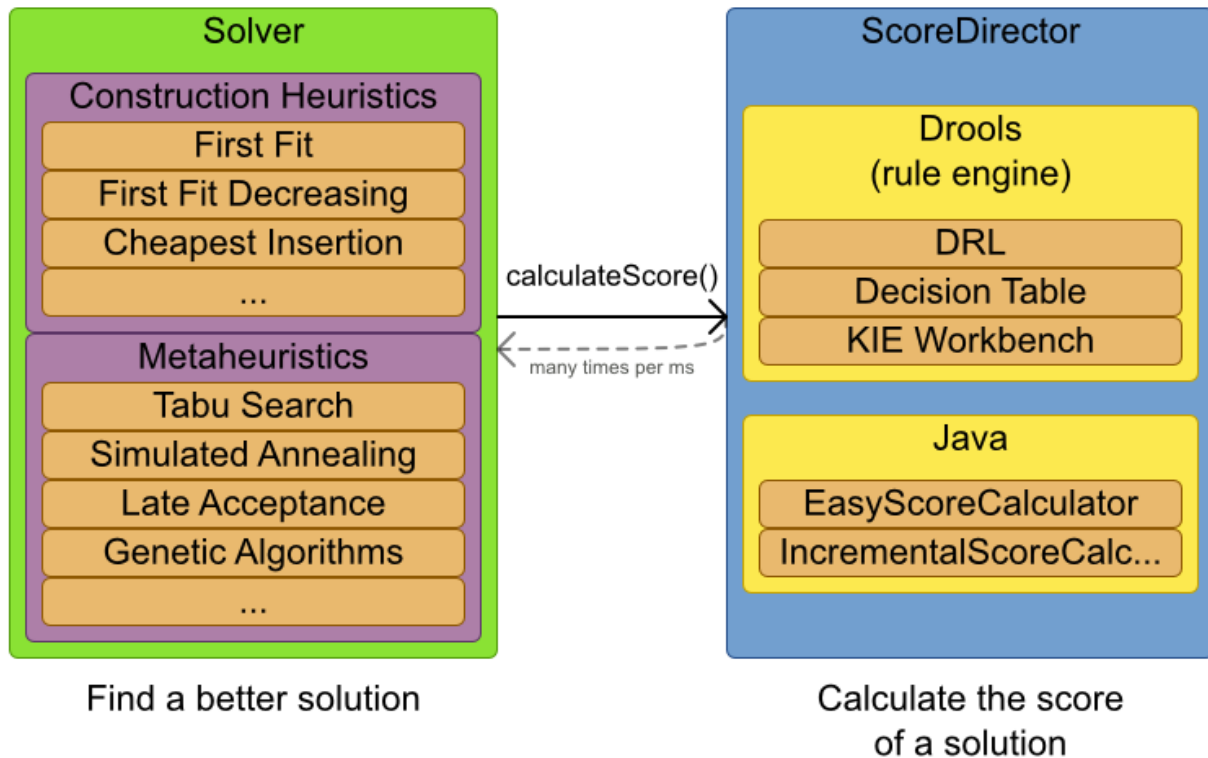 Solver
Construction Heuristics
First Fit
First Fit Decreasing
Cheapest Insertion
...
Metaheuristics
Tabu Search
Simulated Annealing
Late Acceptance
Genetic Algorithms
...
Find a better solution
calculateScore()
many times per ms
ScoreDirector
Drools
(rule engine)
DRL
Decision Table
KIE Workbench
Java
EasyScoreCalculator
IncrementalScoreCalc...
Calculate the score
of a solution